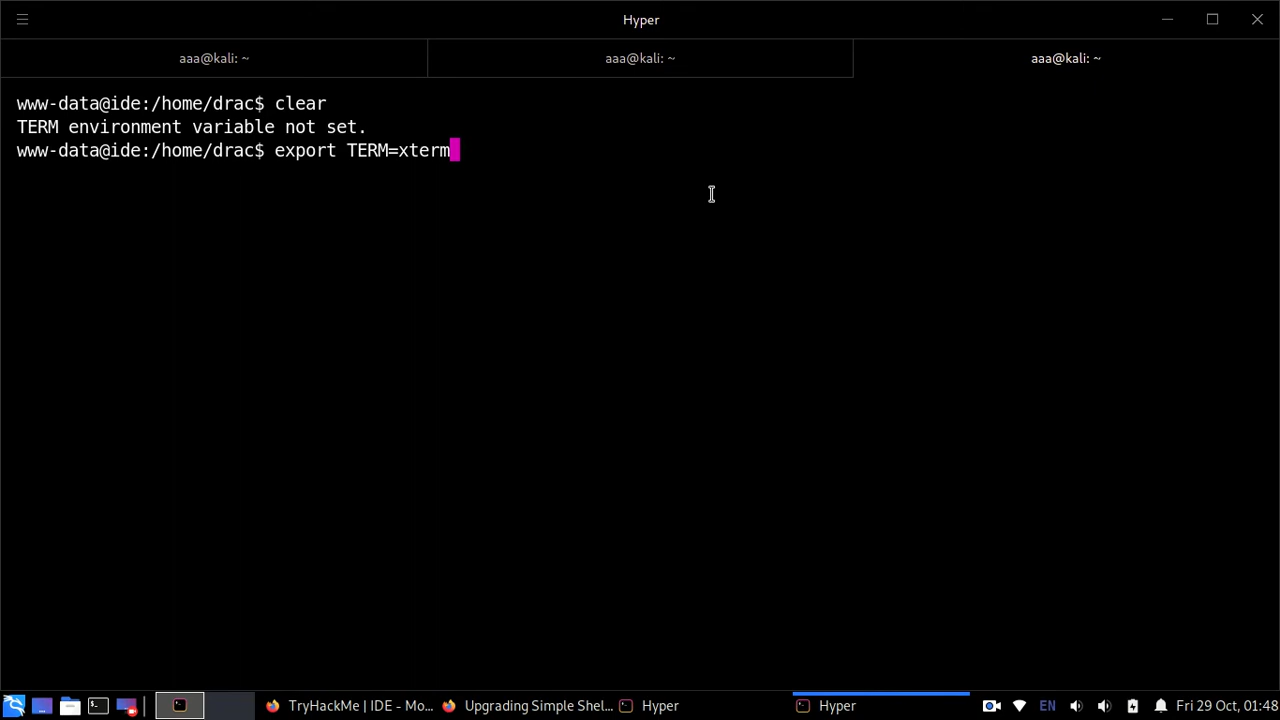 Hyper
aaa@kali: ~
aaa@kali: ~
aaa@kali: ~
www-data@ide:/home/drac$ clear
TERM environment variable not set.
www-data@ide:/home/drac$ export TERM=xterm
TryHackMe | IDE - Mo...
Upgrading Simple Shel...
Hyper
Hyper
EN
Fri 29 Oct, 01:48